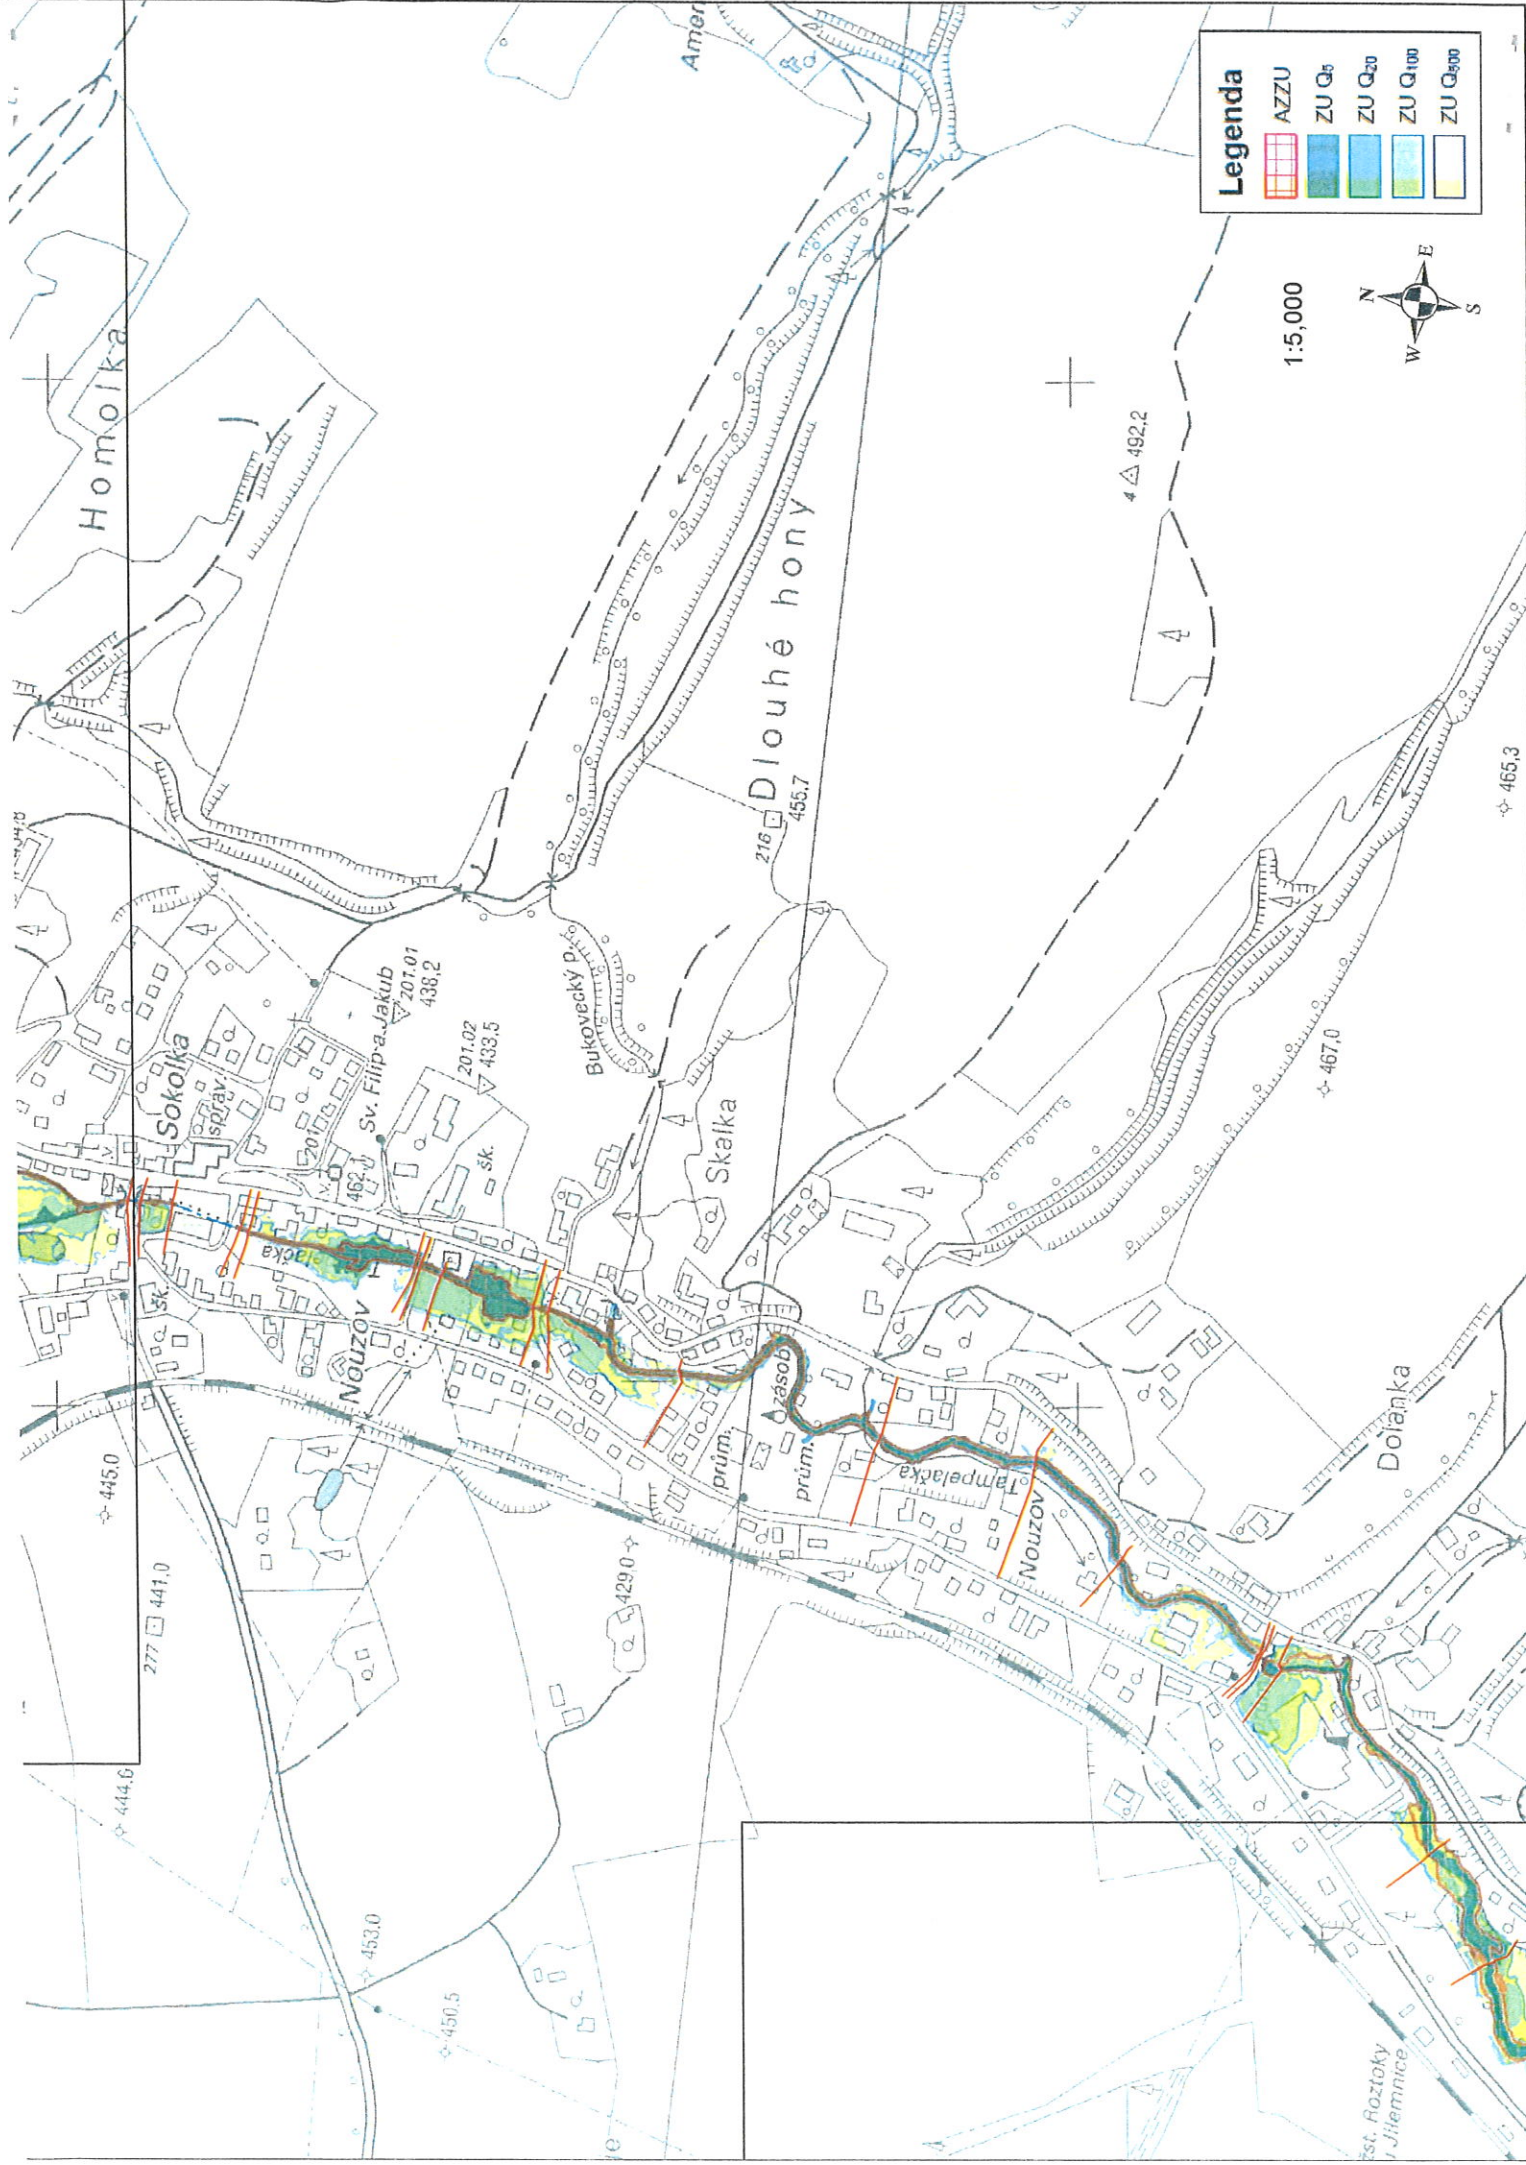 Homolka
Legenda
AZZU
ZU Q5
ZU Q20
ZU Q100
ZU Q500
1:5,000
N
W
E
S
4 492,2
Dlouhé hony
216
455,7
465,3
467,0
Sokolka
správ.
201
462,1
Sv. Filip a Jakub
201.01
438,2
201.02
433,5
šk.
Bukovecký p.
Skalka
šk.
Nouzov
445,0
277 441,0
444,6
429,0
prům.
zásob.
prům.
Tampelačka
Nouzov
Dolanka
453,0
450,5
žst. Roztoky
u Jilemnice